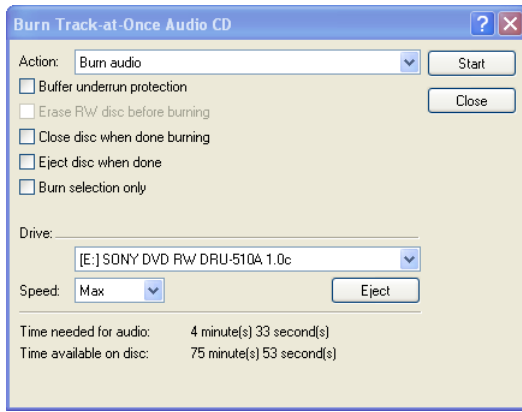 Burn Track-at-Once Audio CD
Action: Burn audio Start
Buffer underrun protection
Erase RW disc before burning Close
Close disc when done burning
Eject disc when done
Burn selection only
Drive:
[E:] SONY DVD RW DRU-510A 1.0c
Speed: Max Eject
Time needed for audio: 4 minute(s) 33 second(s)
Time available on disc: 75 minute(s) 53 second(s)